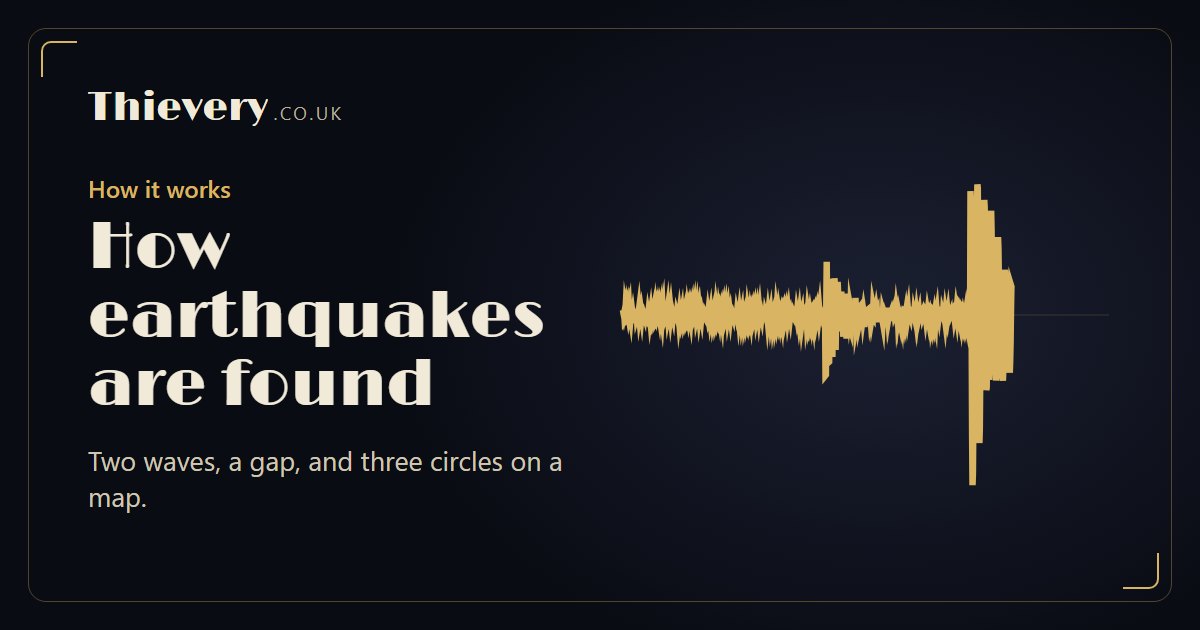 Thievery.CO.UK
How it works
How
earthquakes
are found
Two waves, a gap, and three circles on a
map.